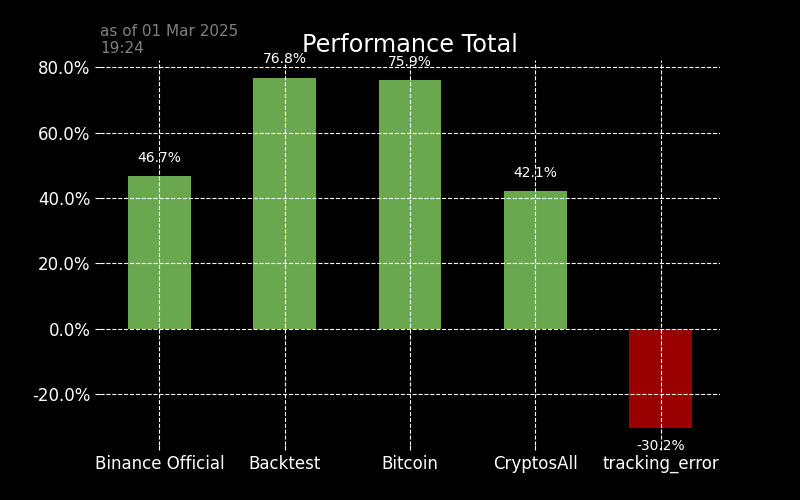 as of 01 Mar 2025
19:24
Performance Total
80.0%
60.0%
40.0%
20.0%
0.0%
-20.0%
46.7%
76.8%
75.9%
42.1%
-30.2%
Binance Official
Backtest
Bitcoin
CryptosAll
tracking_error